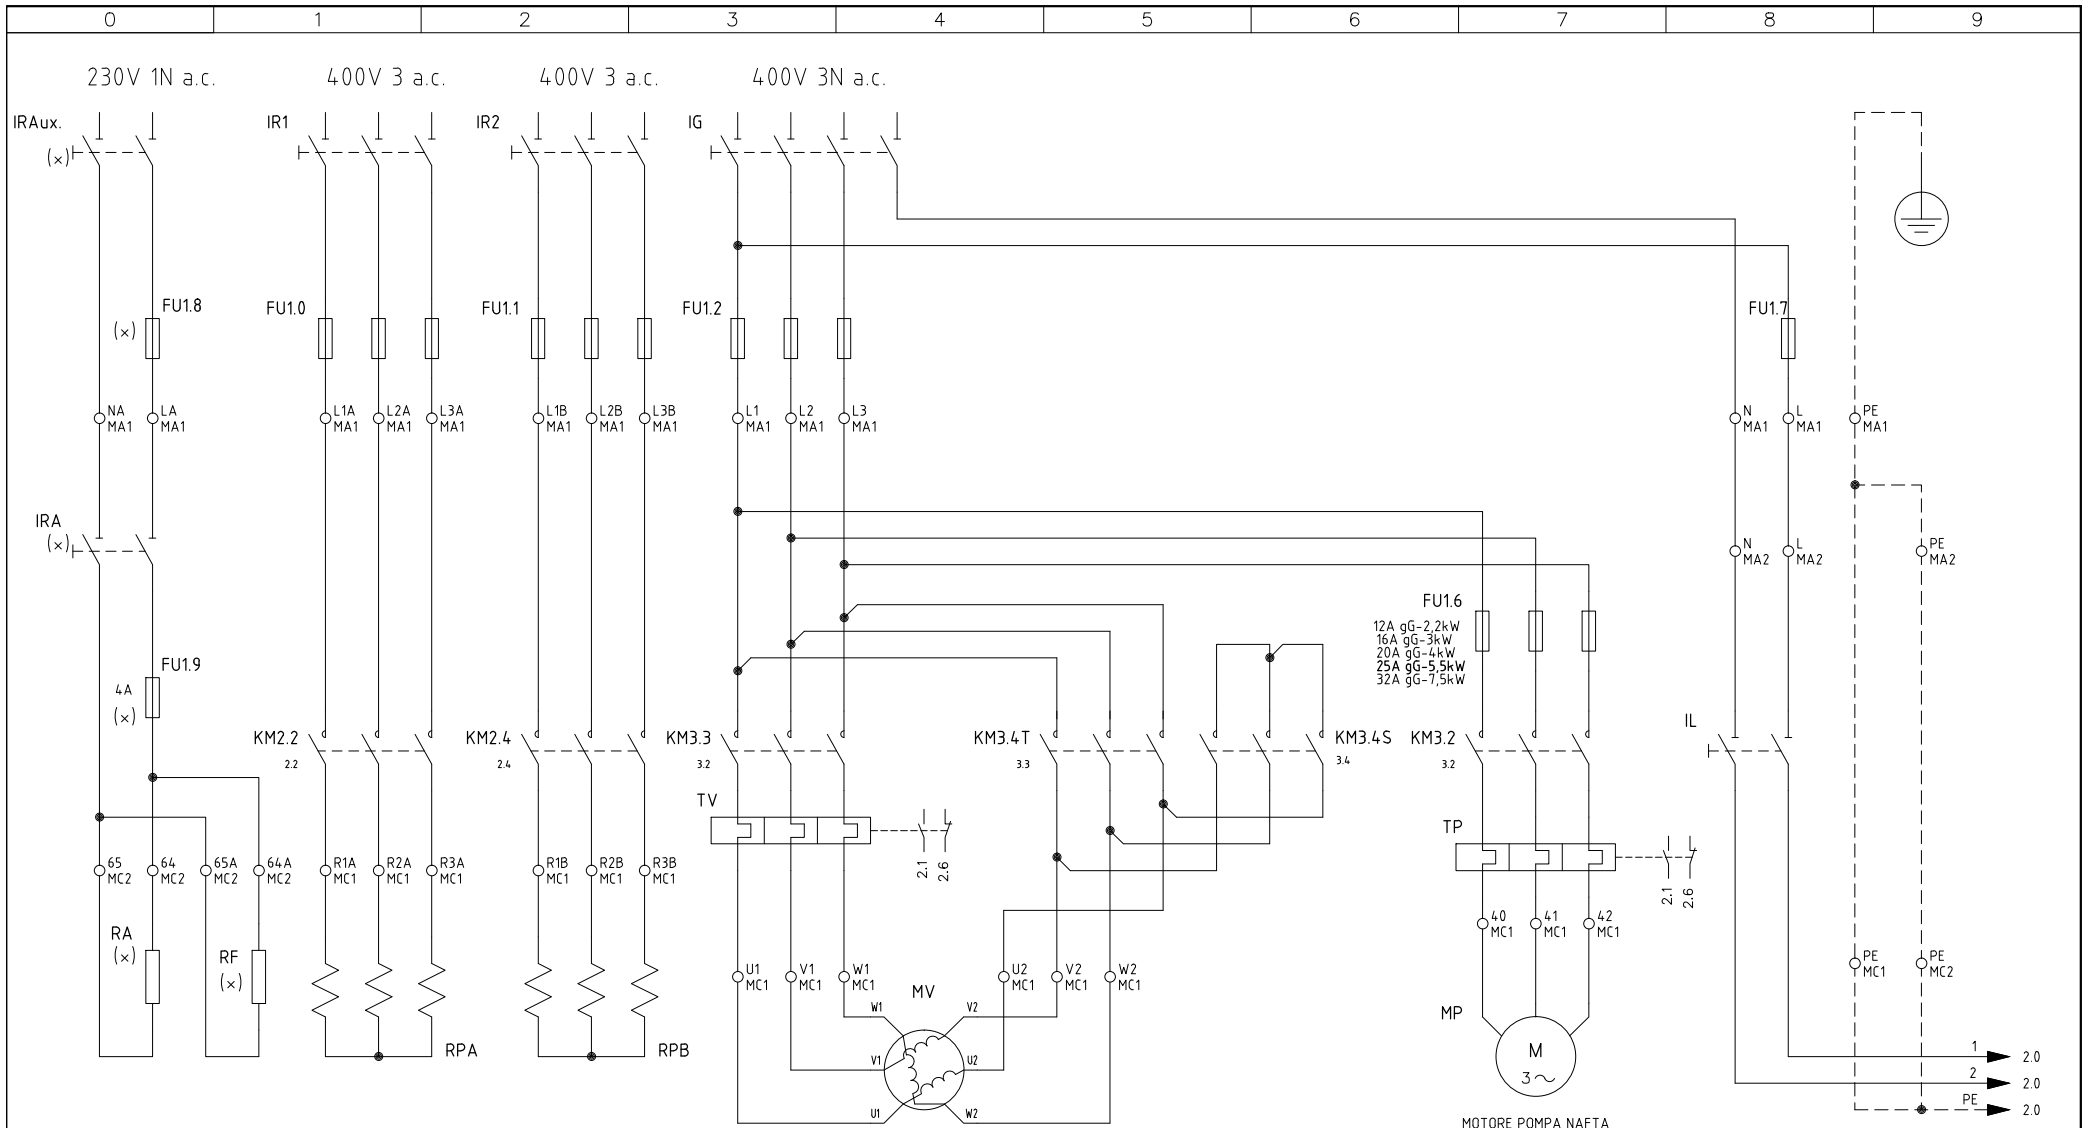 0 1 2 3 4 5 6 7 8 9
230V 1N a.c. 400V 3 a.c. 400V 3 a.c. 400V 3N a.c.
IRAux. IR1 IR2 IG
(x)
FU1.8 FU1.0 FU1.1 FU1.2 FU1.7
(x)
NA LA L1A L2A L3A L1B L2B L3B L1 L2 L3 N L PE
MA1 MA1 MA1 MA1 MA1 MA1 MA1 MA1 MA1 MA1 MA1 MA1 MA1 MA1
IRA
(x)
N L PE
MA2 MA2 MA2
FU1.6
12A gG-2,2kW
16A gG-3kW
20A gG-4kW
25A gG-5,5kW
32A gG-7,5kW
FU1.9
4A
(x)
IL
KM2.2 KM2.4 KM3.3 KM3.4T KM3.4S KM3.2
2.2 2.4 3.2 3.3 3.4 3.2
TV
TP
2.1 2.6
2.1 2.6
65 64 65A 64A R1A R2A R3A R1B R2B R3B
MC2 MC2 MC2 MC2 MC1 MC1 MC1 MC1 MC1 MC1
40 41 42
MC1 MC1 MC1
RA
(x)
RF
(x)
U1 V1 W1 U2 V2 W2 PE PE
MC1 MC1 MC1 MC1 MC1 MC1 MC1 MC2
MV
W1 V2
MP
RPA RPB
V1 U2
M
3~
U1 W2
1 2.0
2 2.0
PE 2.0
MOTORE POMPA NAFTA